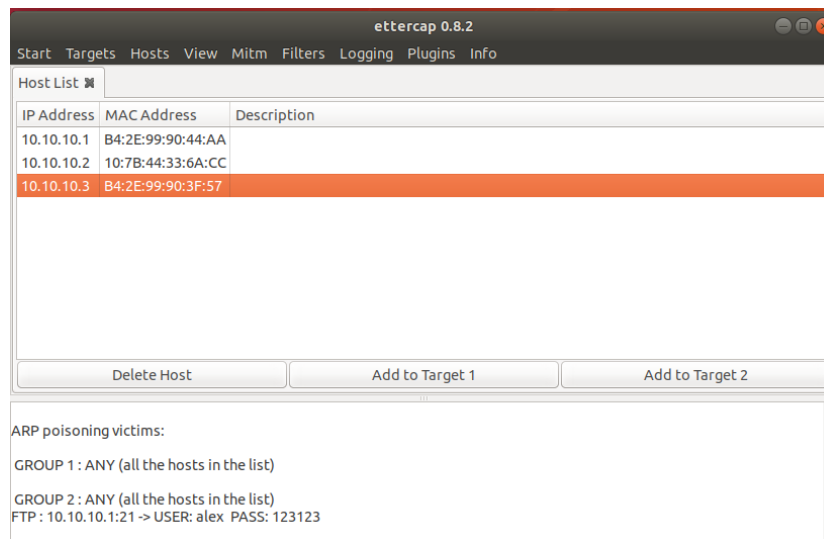 ettercap 0.8.2
Start Targets Hosts View Mitm Filters Logging Plugins Info
Host List
IP Address MAC Address Description
10.10.10.1 B4:2E:99:90:44:AA
10.10.10.2 10:7B:44:33:6A:CC
10.10.10.3 B4:2E:99:90:3F:57
Delete Host Add to Target 1 Add to Target 2
ARP poisoning victims:
GROUP 1 : ANY (all the hosts in the list)
GROUP 2 : ANY (all the hosts in the list)
FTP : 10.10.10.1:21 -> USER: alex PASS: 123123